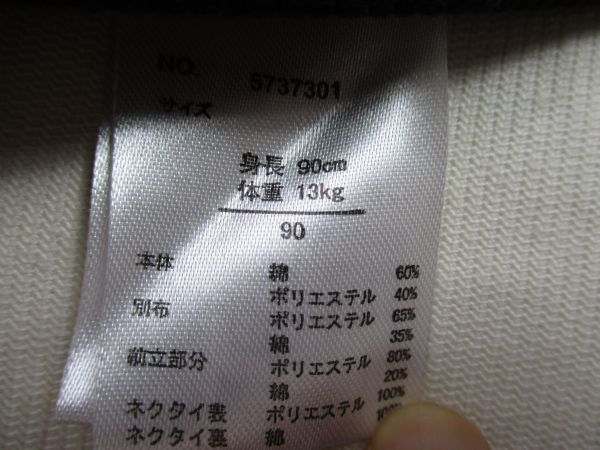 NO. 5737301
サイズ
身長 90cm
体重 13kg
90
本体 綿 60%
ポリエステル 40%
別布 ポリエステル 65%
綿 35%
前立部分 ポリエステル 80%
綿 20%
ネクタイ表 ポリエステル 100%
ネクタイ裏 綿 100%